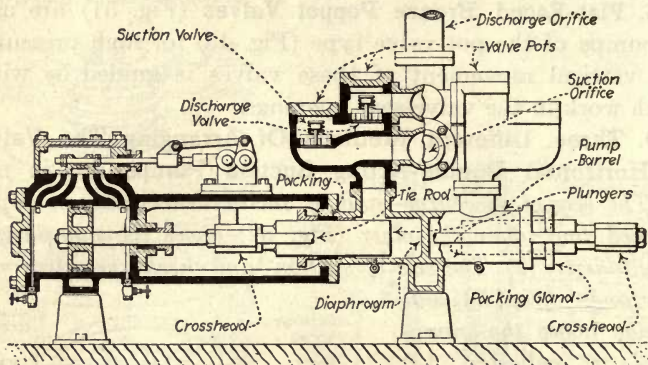 Discharge Orifice
Suction Valve
Valve Pots
Suction
Orifice
Discharge
Valve
Pump
Barrel
Packing
Tie Rod
Plungers
Diaphragm
Packing Gland
Crosshead
Crosshead